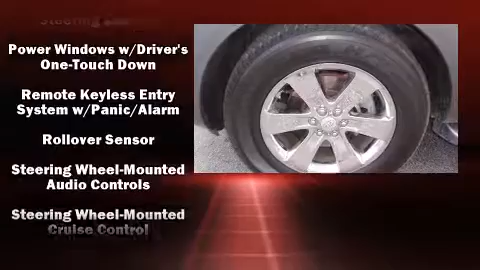 Power Windows w/Driver's
One-Touch Down
Remote Keyless Entry
System w/Panic/Alarm
Rollover Sensor
Steering Wheel-Mounted
Audio Controls
Steering Wheel-Mounted
Cruise Control